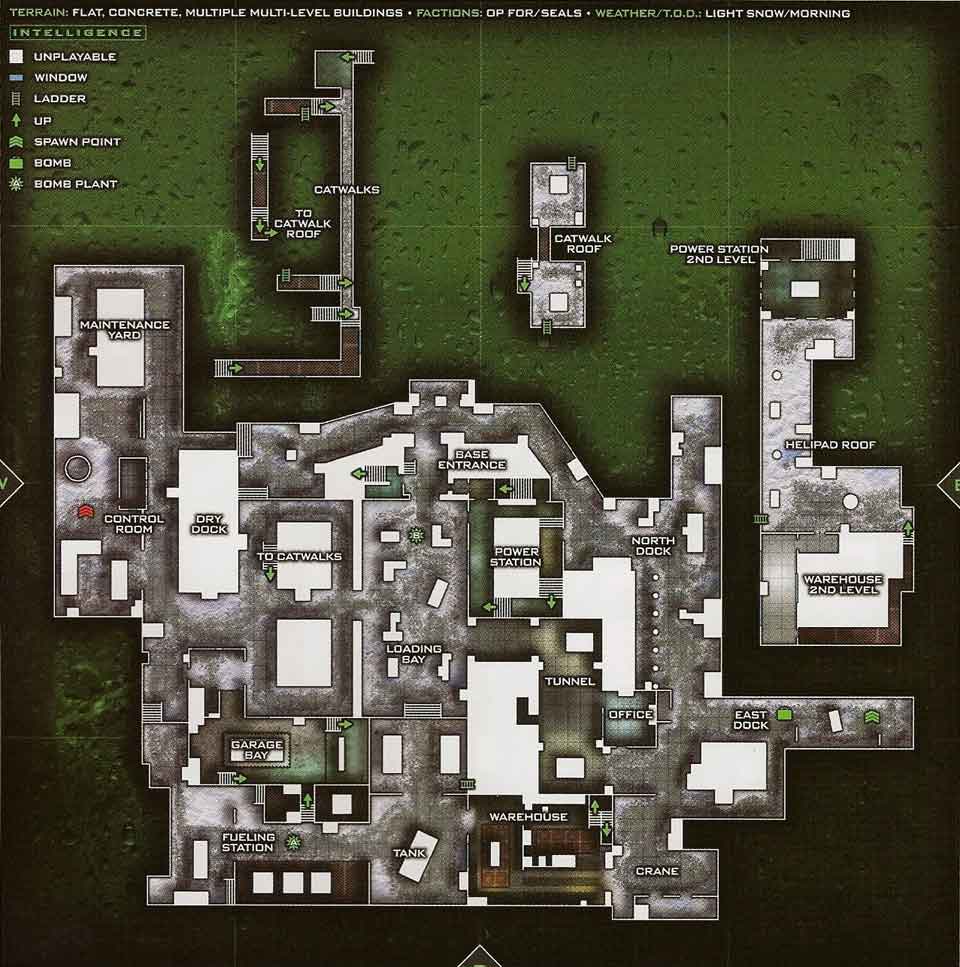 TERRAIN: FLAT, CONCRETE, MULTIPLE MULTI-LEVEL BUILDINGS • FACTIONS: OP FOR/SEALS • WEATHER/T.O.D.: LIGHT SNOW/MORNING
INTELLIGENCE
UNPLAYABLE
WINDOW
LADDER
UP
SPAWN POINT
BOMB
A BOMB PLANT
CATWALKS
TO
CATWALK
ROOF
CATWALK
ROOF
POWER STATION
2ND LEVEL
MAINTENANCE
YARD
HELIPAD ROOF
BASE
ENTRANCE
CONTROL
ROOM
DRY
DOCK
TO CATWALKS
B
POWER
STATION
NORTH
DOCK
WAREHOUSE
2ND LEVEL
LOADING
BAY
TUNNEL
OFFICE
EAST
DOCK
GARAGE
BAY
WAREHOUSE
FUELING
STATION
A
TANK
CRANE